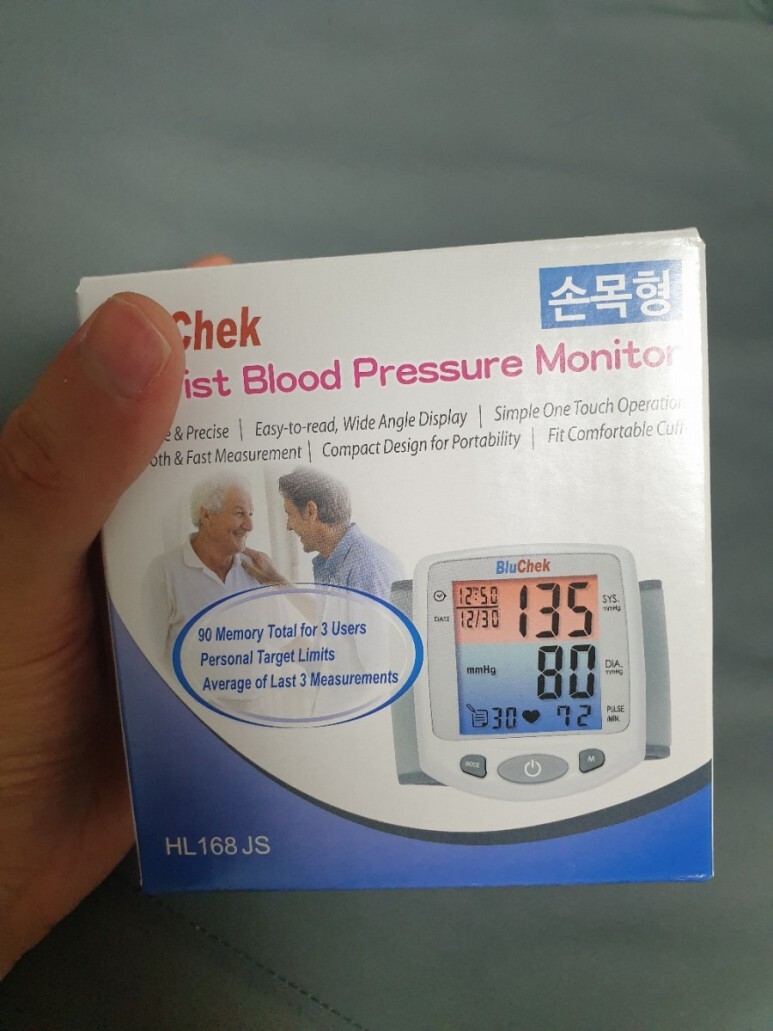 손목형
Chek
ist Blood Pressure Monitor
e & Precise | Easy-to-read, Wide Angle Display | Simple One Touch Operation
oth & Fast Measurement | Compact Design for Portability | Fit Comfortable Cuff
90 Memory Total for 3 Users
Personal Target Limits
Average of Last 3 Measurements
BluChek
12:50
DATE 12/30
135 SYS. mmHg
mmHg 80 DIA. mmHg
30 72 PULSE /MIN.
MODE M
HL168 JS